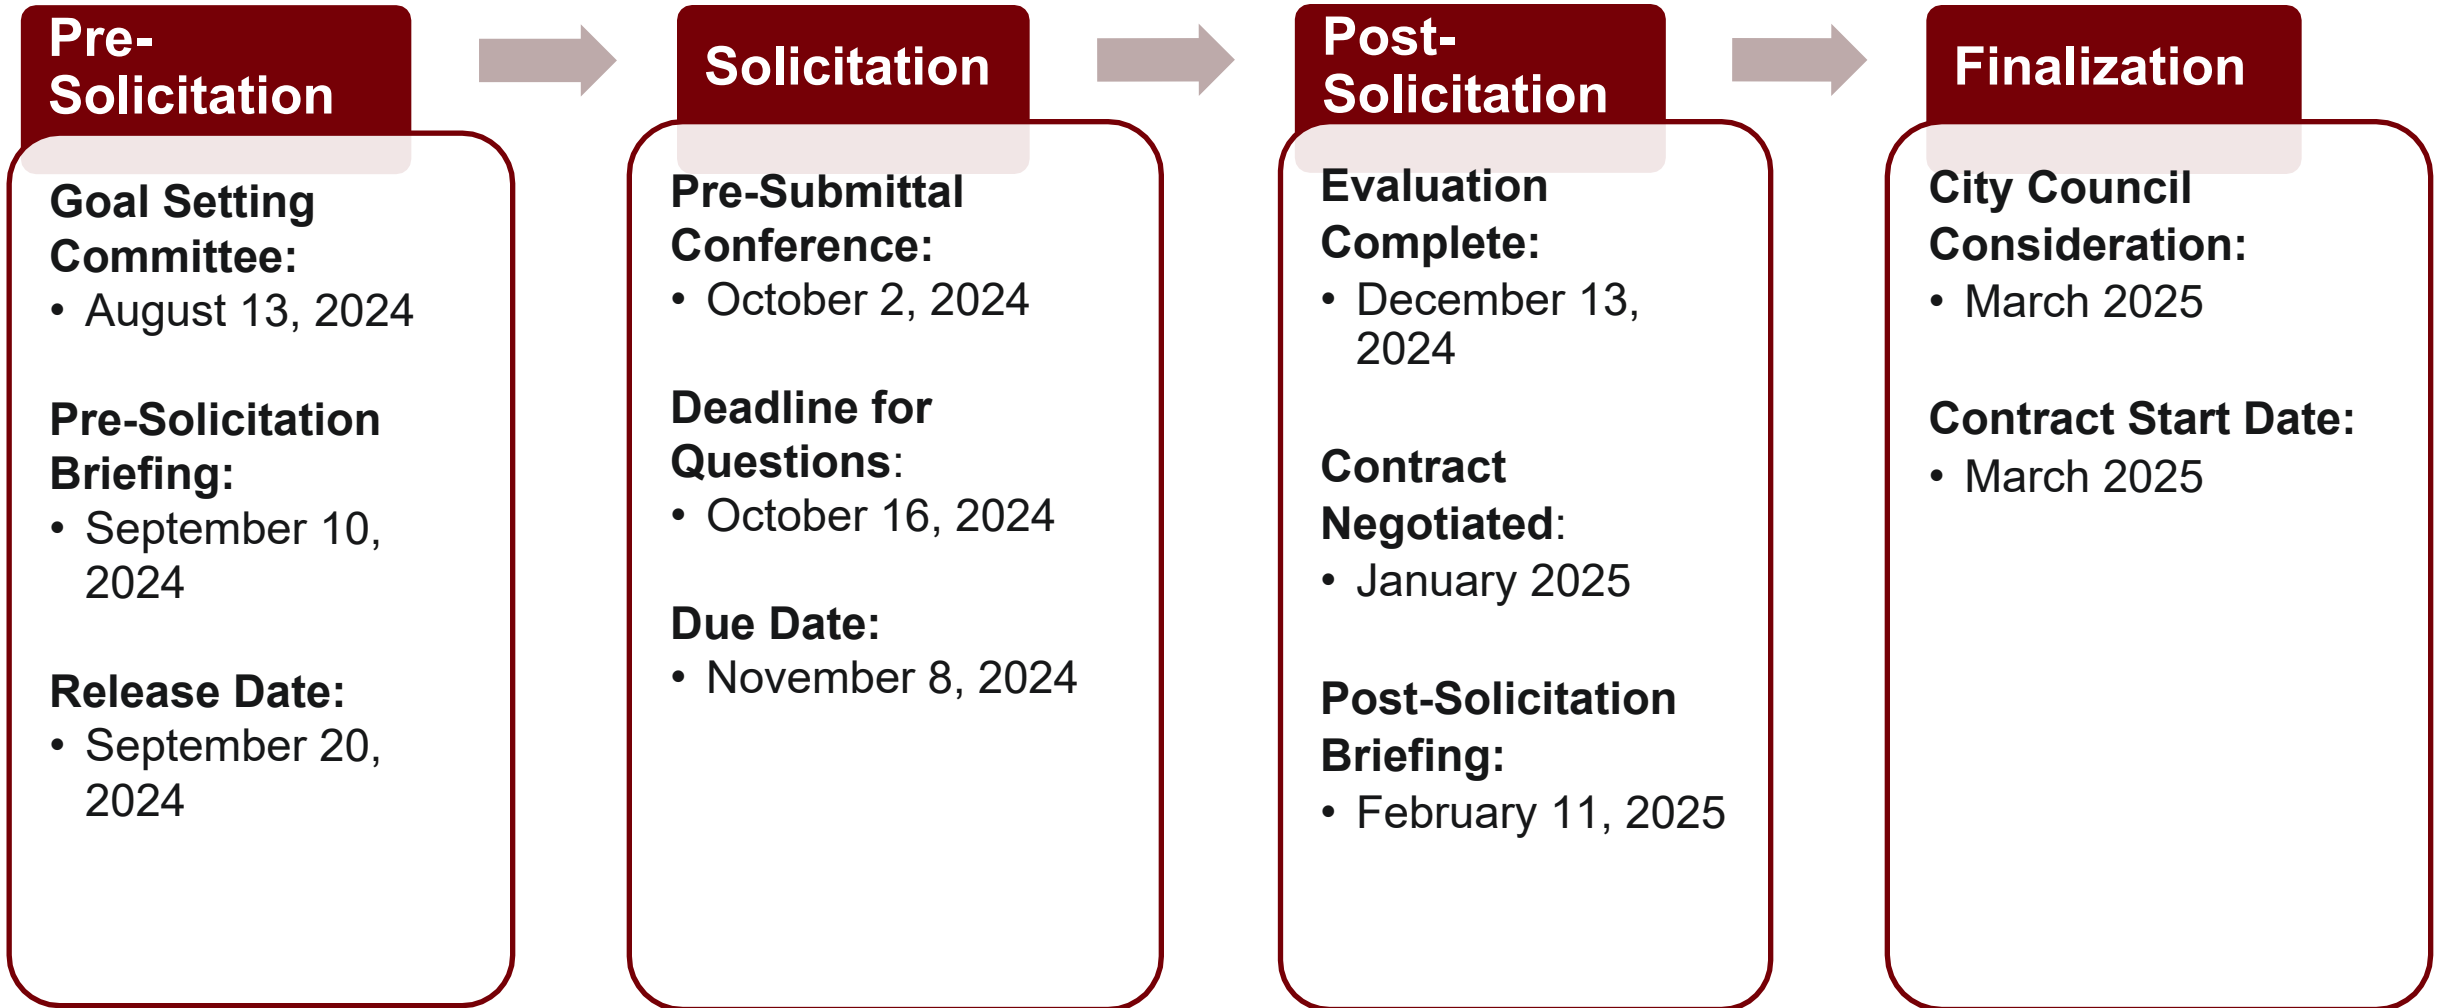 Pre-
Solicitation
Goal Setting
Committee:
• August 13, 2024
Pre-Solicitation
Briefing:
• September 10,
2024
Release Date:
• September 20,
2024
Solicitation
Pre-Submittal
Conference:
• October 2, 2024
Deadline for
Questions:
• October 16, 2024
Due Date:
• November 8, 2024
Post-
Solicitation
Evaluation
Complete:
• December 13,
2024
Contract
Negotiated:
• January 2025
Post-Solicitation
Briefing:
• February 11, 2025
Finalization
City Council
Consideration:
• March 2025
Contract Start Date:
• March 2025